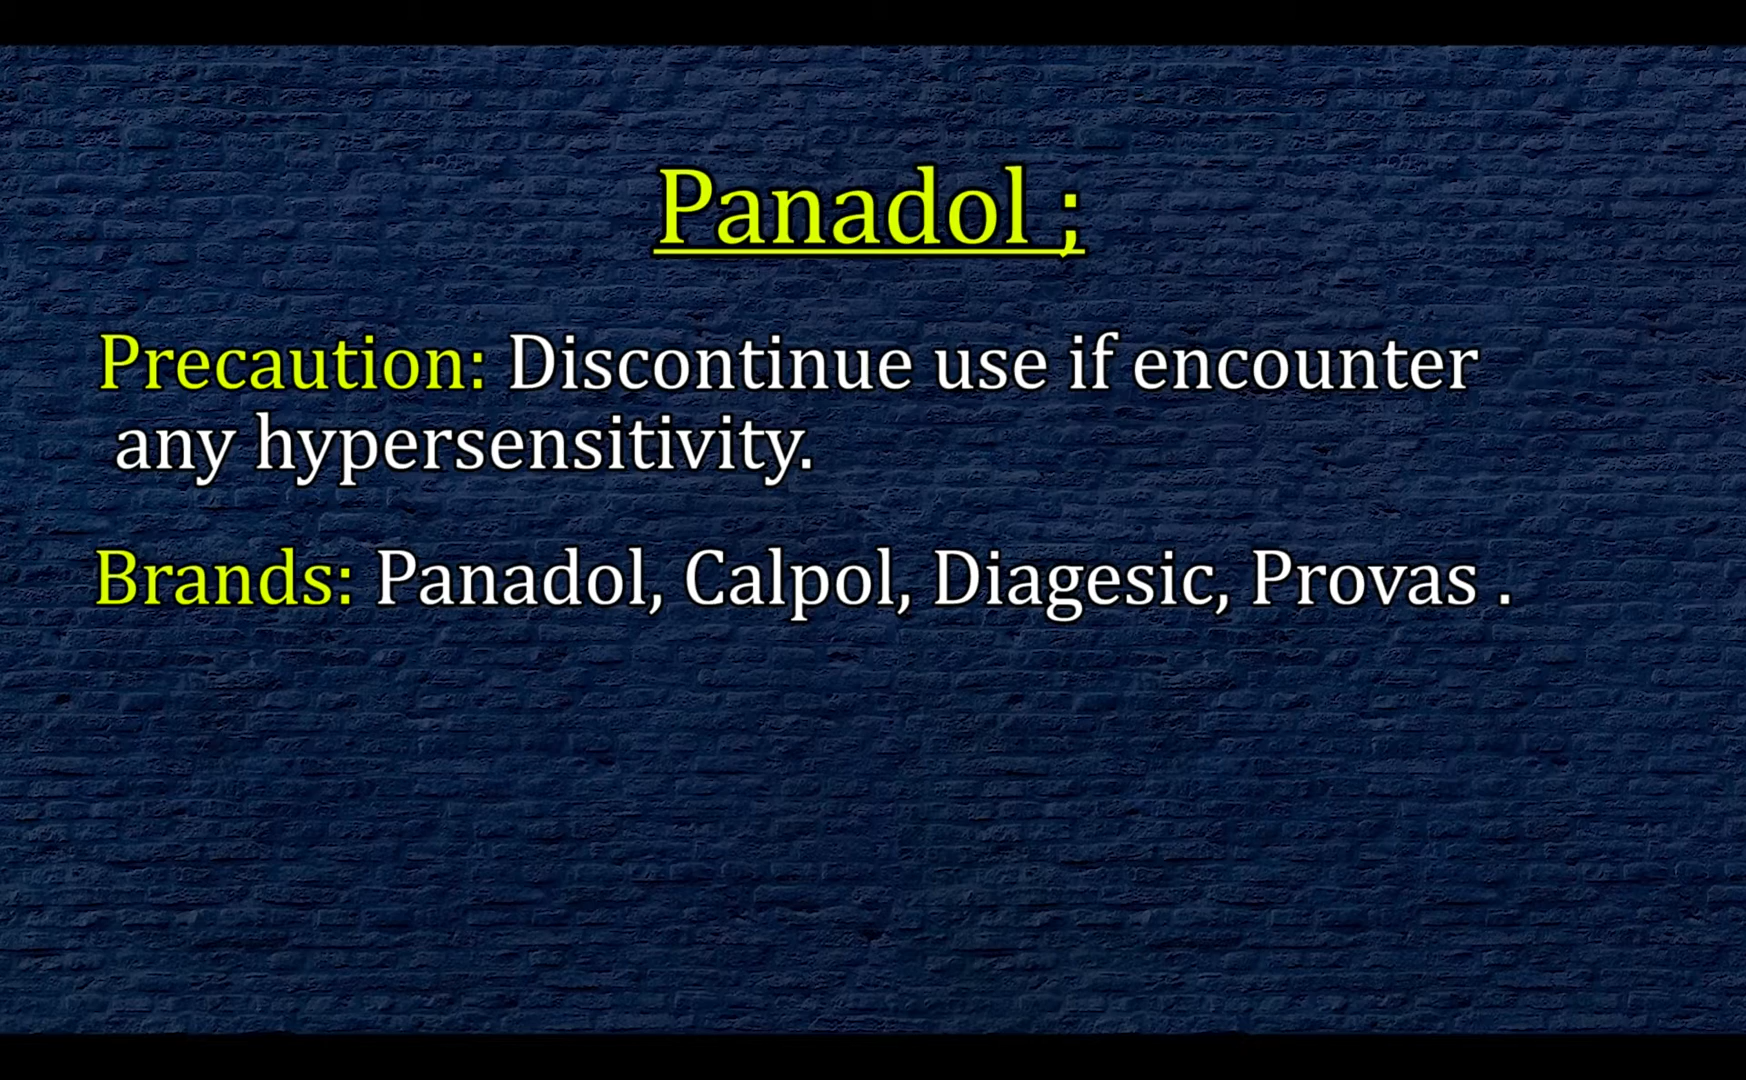 Panadol ;
Precaution: Discontinue use if encounter
any hypersensitivity.
Brands: Panadol, Calpol, Diagesic, Provas .